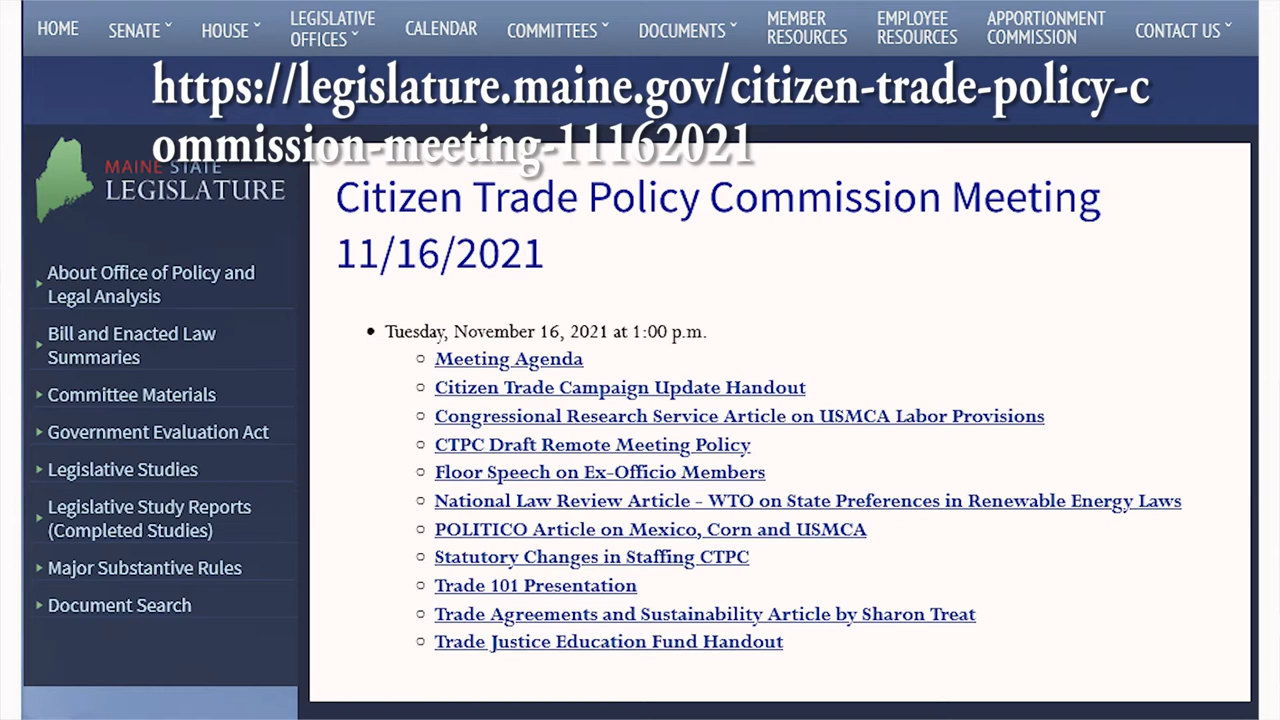 HOME SENATE HOUSE LEGISLATIVE OFFICES CALENDAR COMMITTEES DOCUMENTS MEMBER RESOURCES EMPLOYEE RESOURCES APPORTIONMENT COMMISSION CONTACT US
https://legislature.maine.gov/citizen-trade-policy-c
ommission-meeting-11162021
MAINE STATE
LEGISLATURE
About Office of Policy and
Legal Analysis
Bill and Enacted Law
Summaries
Committee Materials
Government Evaluation Act
Legislative Studies
Legislative Study Reports
(Completed Studies)
Major Substantive Rules
Document Search
Citizen Trade Policy Commission Meeting
11/16/2021
Tuesday, November 16, 2021 at 1:00 p.m.
Meeting Agenda
Citizen Trade Campaign Update Handout
Congressional Research Service Article on USMCA Labor Provisions
CTPC Draft Remote Meeting Policy
Floor Speech on Ex-Officio Members
National Law Review Article - WTO on State Preferences in Renewable Energy Laws
POLITICO Article on Mexico, Corn and USMCA
Statutory Changes in Staffing CTPC
Trade 101 Presentation
Trade Agreements and Sustainability Article by Sharon Treat
Trade Justice Education Fund Handout